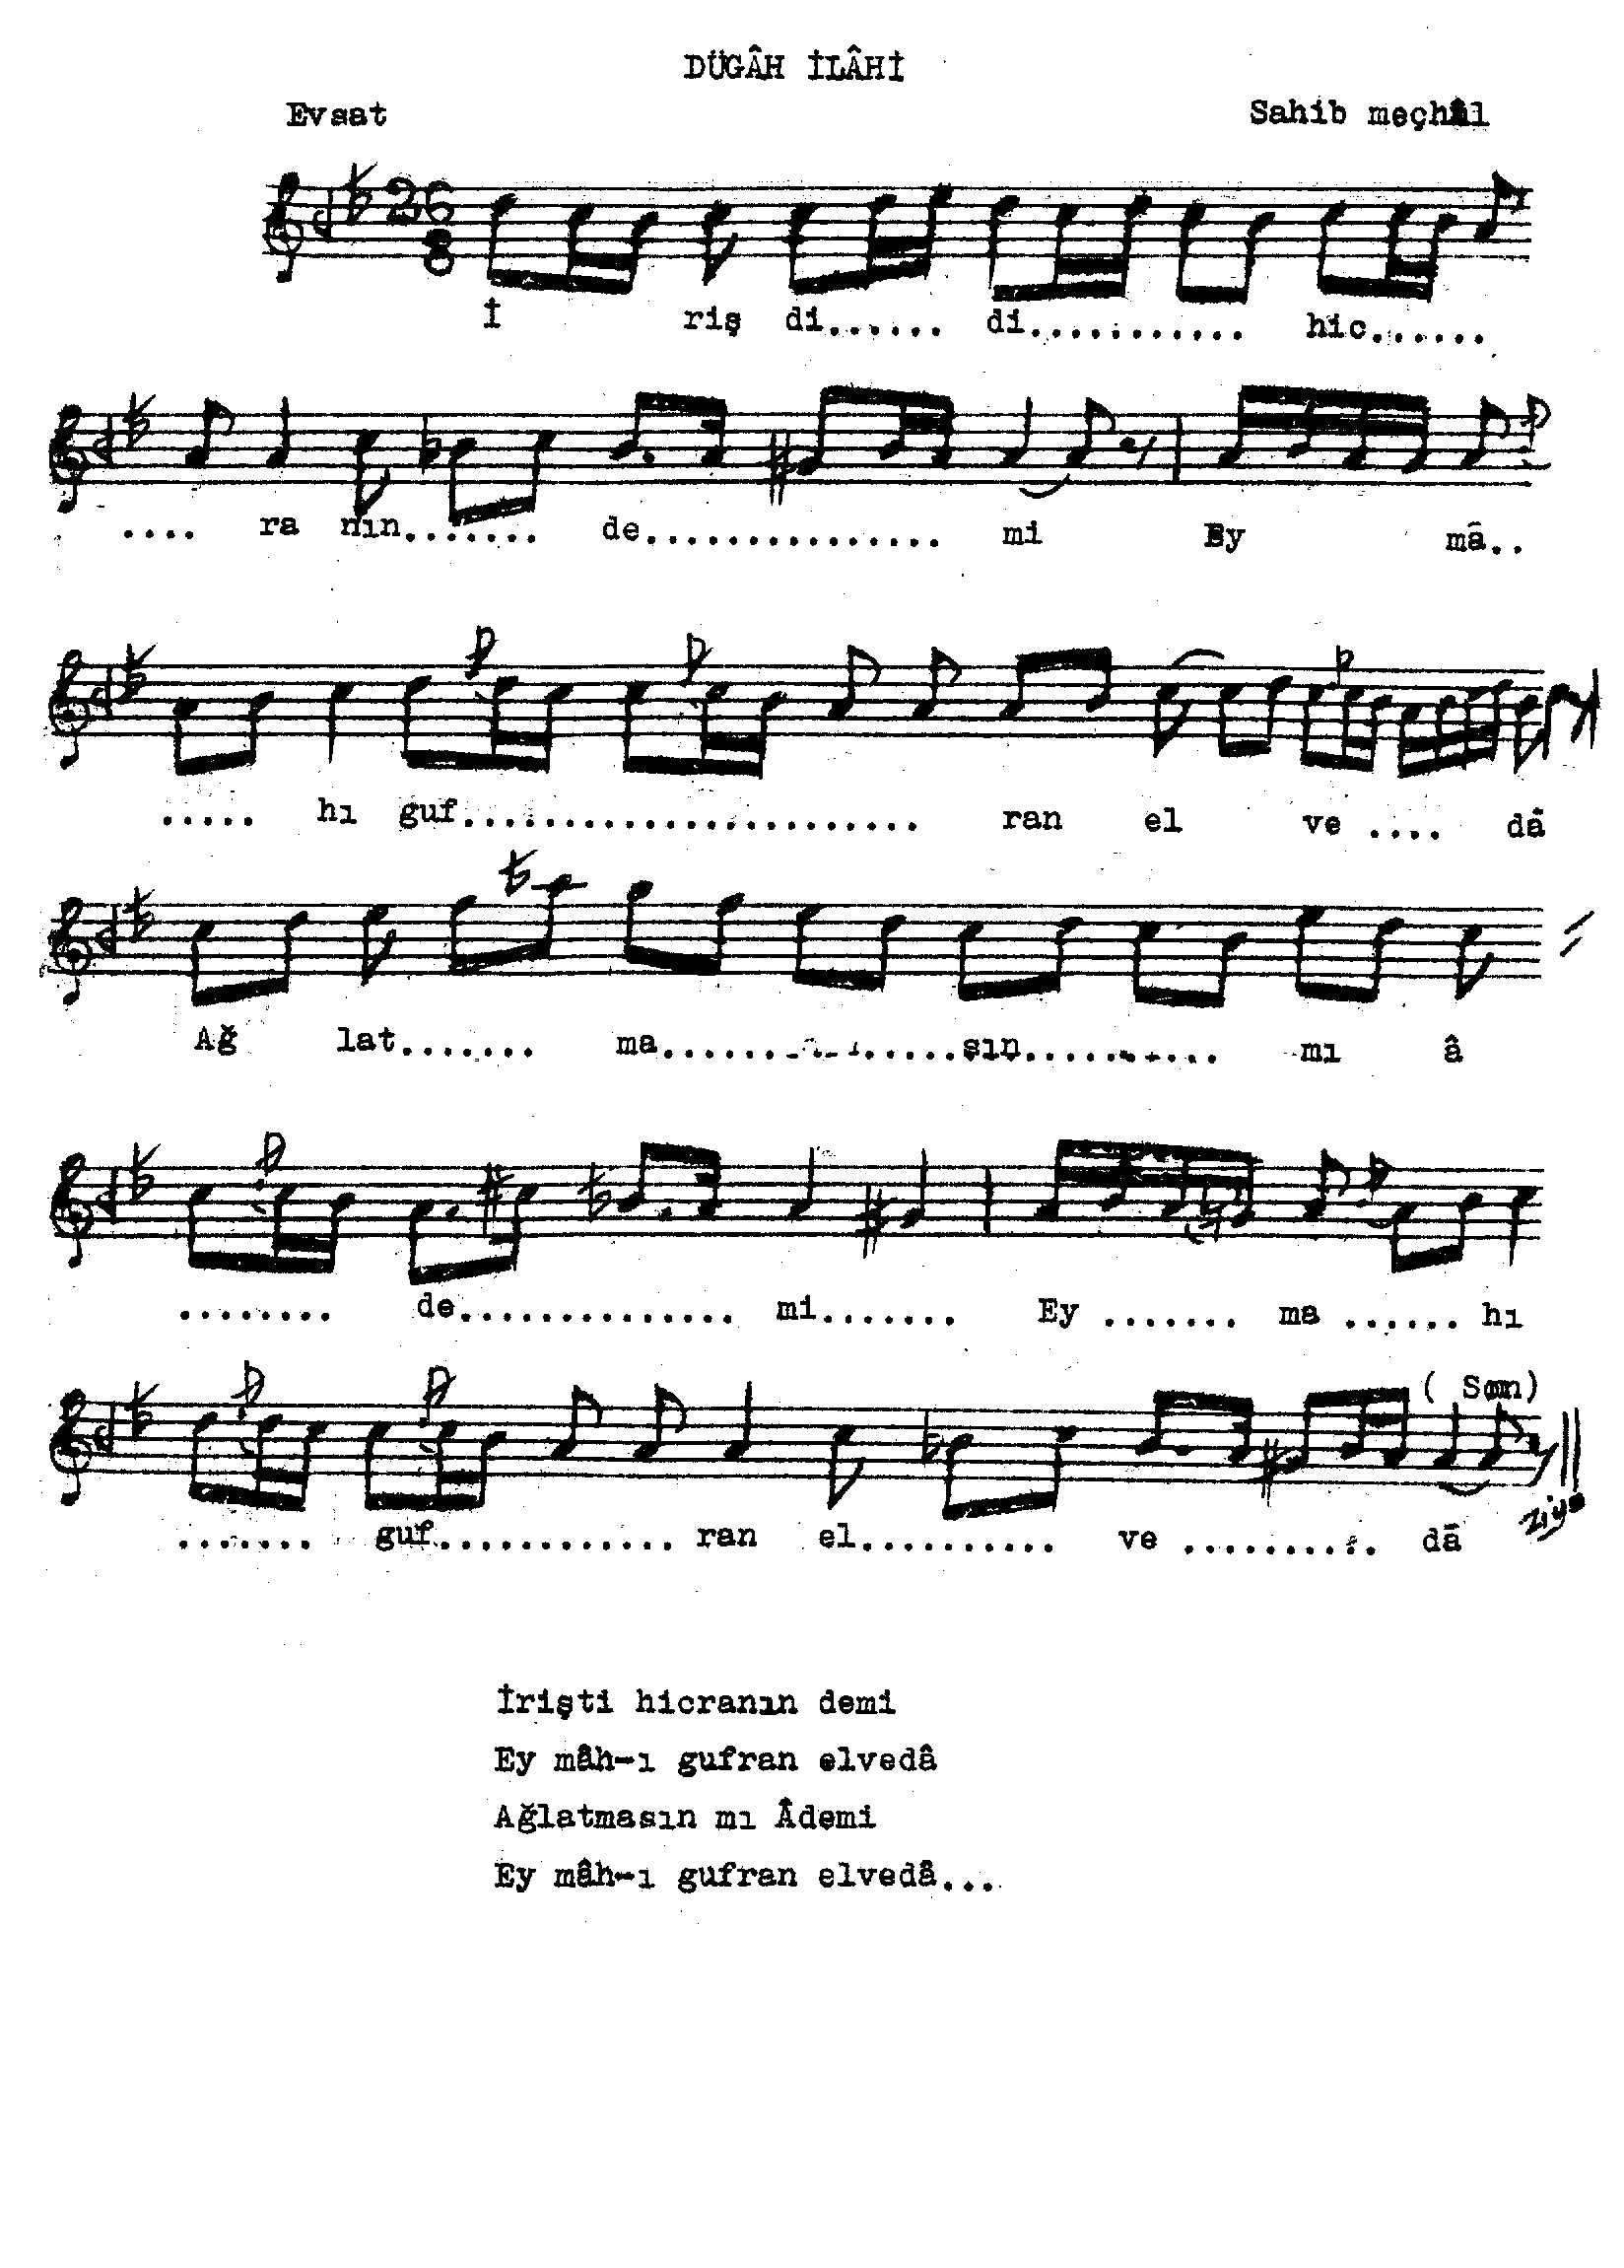 DÜGÂH İLÂHİ
Evsat Sahib meçhûl
26
8
İ riş di...... di........... hic......
.... ra nın....... de............... mi Ey mâ..
..... hı guf....................... ran el ve .... dâ
Ağ lat....... ma...............sın.......... mı â
........ de.............. mi....... Ey ....... ma ...... hı
( Son)
....... guf............ ran el.......... ve .......... dâ
Ziya
İrişti hicranın demi
Ey mâh-ı gufran elvedâ
Ağlatmasın mı Âdemi
Ey mâh-ı gufran elvedâ...